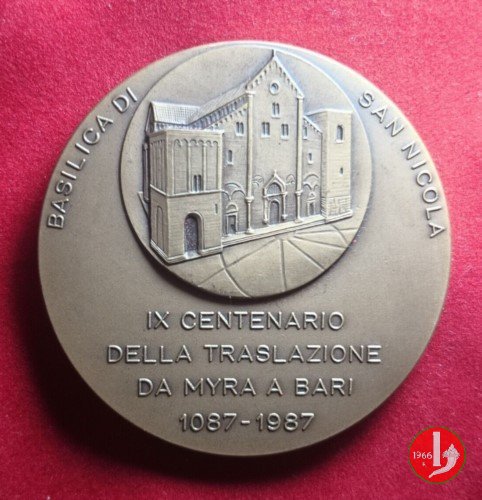 BASILICA DI
SAN NICOLA
IX CENTENARIO
DELLA TRASLAZIONE
DA MYRA A BARI
1087-1987
1966